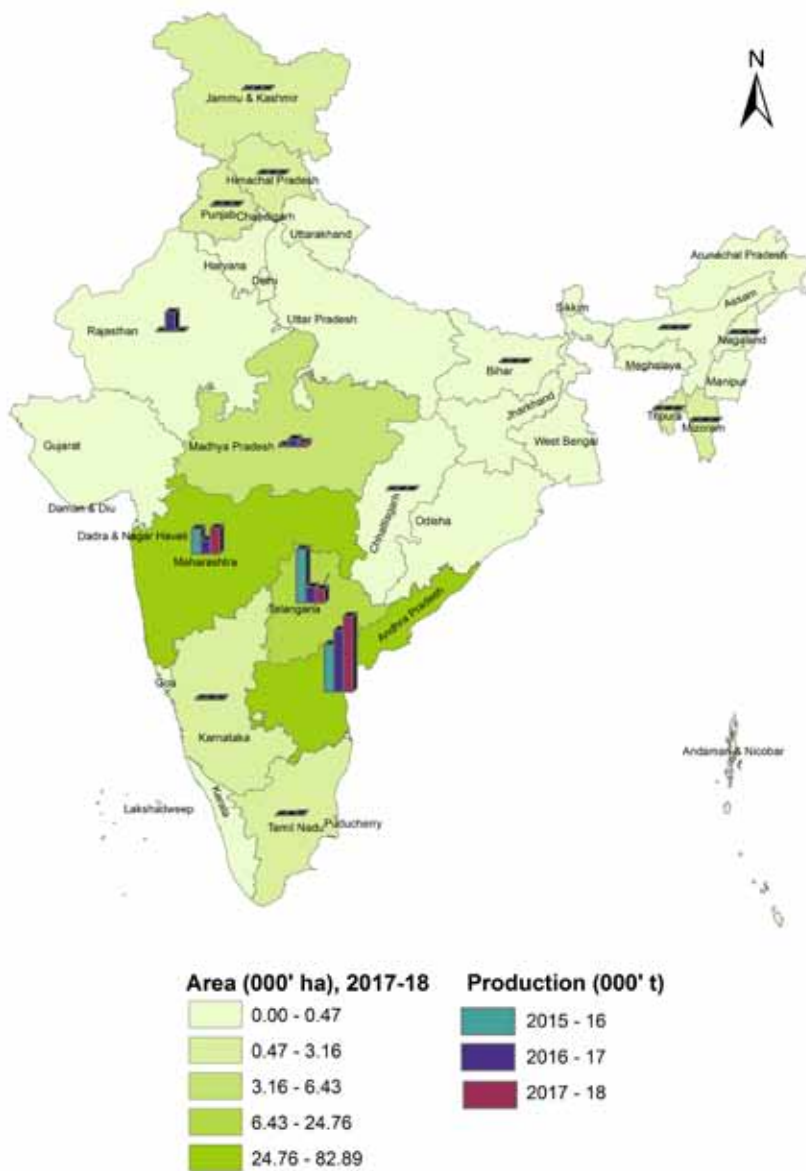 N
Jammu & Kashmir
Himachal Pradesh
Punjab
Chandigarh
Uttarakhand
Haryana
Delhi
Arunachal Pradesh
Rajasthan
Uttar Pradesh
Sikkim
Assam
Nagaland
Bihar
Meghalaya
Manipur
Jharkhand
Tripura
Mizoram
Gujarat
Madhya Pradesh
West Bengal
Daman & Diu
Chhattisgarh
Odisha
Dadra & Nagar Haveli
Maharashtra
Telangana
Andhra Pradesh
Goa
Karnataka
Andaman & Nicobar
Lakshadweep
Kerala
Tamil Nadu
Puducherry
Area (000' ha), 2017-18
0.00 - 0.47
0.47 - 3.16
3.16 - 6.43
6.43 - 24.76
24.76 - 82.89
Production (000' t)
2015 - 16
2016 - 17
2017 - 18